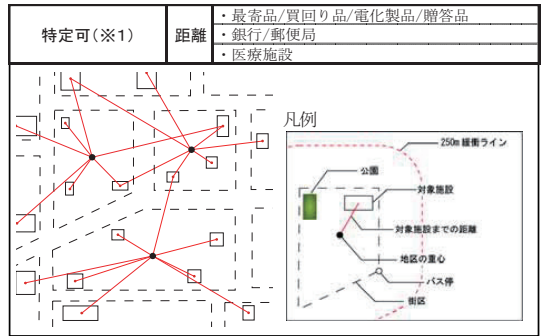 特定可(※1)
距離
・最寄品/買回り品/電化製品/贈答品
・銀行/郵便局
・医療施設
凡例
250m緩衝ライン
公園
対象施設
対象施設までの距離
地区の重心
バス停
街区